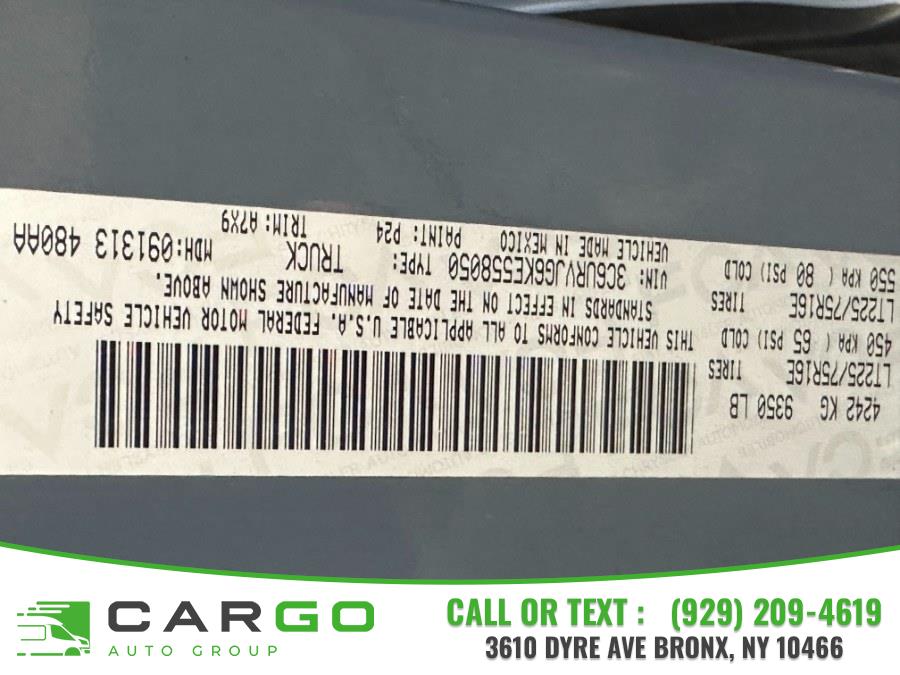 4242 KG 9350 LB
LT225/75R16E TIRES
450 KPA ( 65 PSI) COLD
LT225/75R16E TIRES
550 KPA ( 80 PSI) COLD
THIS VEHICLE CONFORMS TO ALL APPLICABLE U.S.A. FEDERAL MOTOR VEHICLE SAFETY
STANDARDS IN EFFECT ON THE DATE OF MANUFACTURE SHOWN ABOVE.
VIN: 3C6URVJG6KE558050 TYPE: TRUCK MDH:091313 480AA
VEHICLE MADE IN MEXICO PAINT: P24 TRIM: A7X9
CARGO
AUTO GROUP
CALL OR TEXT : (929) 209-4619
3610 DYRE AVE BRONX, NY 10466